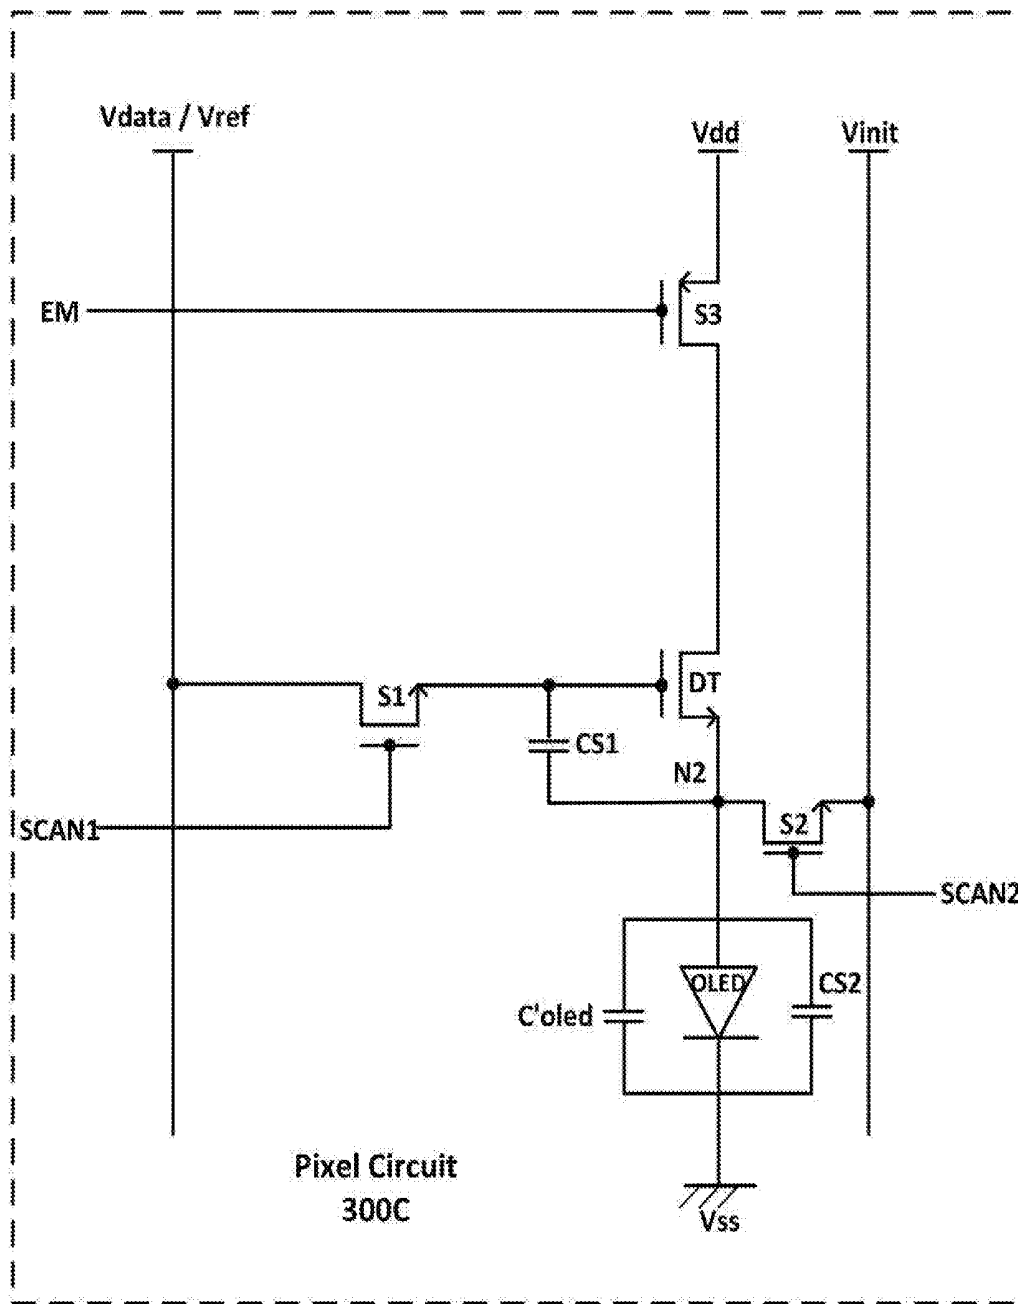 Vdata / Vref
Vdd
Vinit
EM
S3
S1
DT
CS1
N2
S2
SCAN1
SCAN2
OLED
CS2
C'oled
Pixel Circuit
300C
Vss